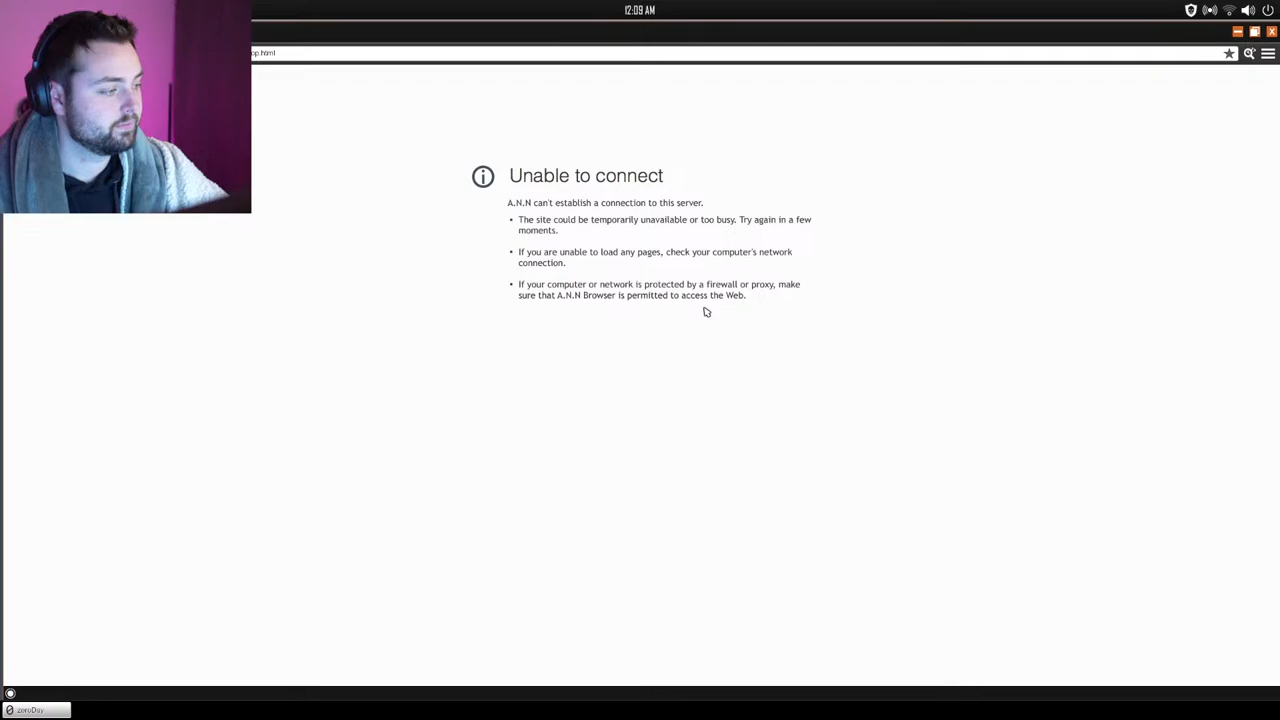 12:09 AM
op.html
Unable to connect
A.N.N can't establish a connection to this server.
• The site could be temporarily unavailable or too busy. Try again in a few
moments.
• If you are unable to load any pages, check your computer's network
connection.
• If your computer or network is protected by a firewall or proxy, make
sure that A.N.N Browser is permitted to access the Web.
zeroDay